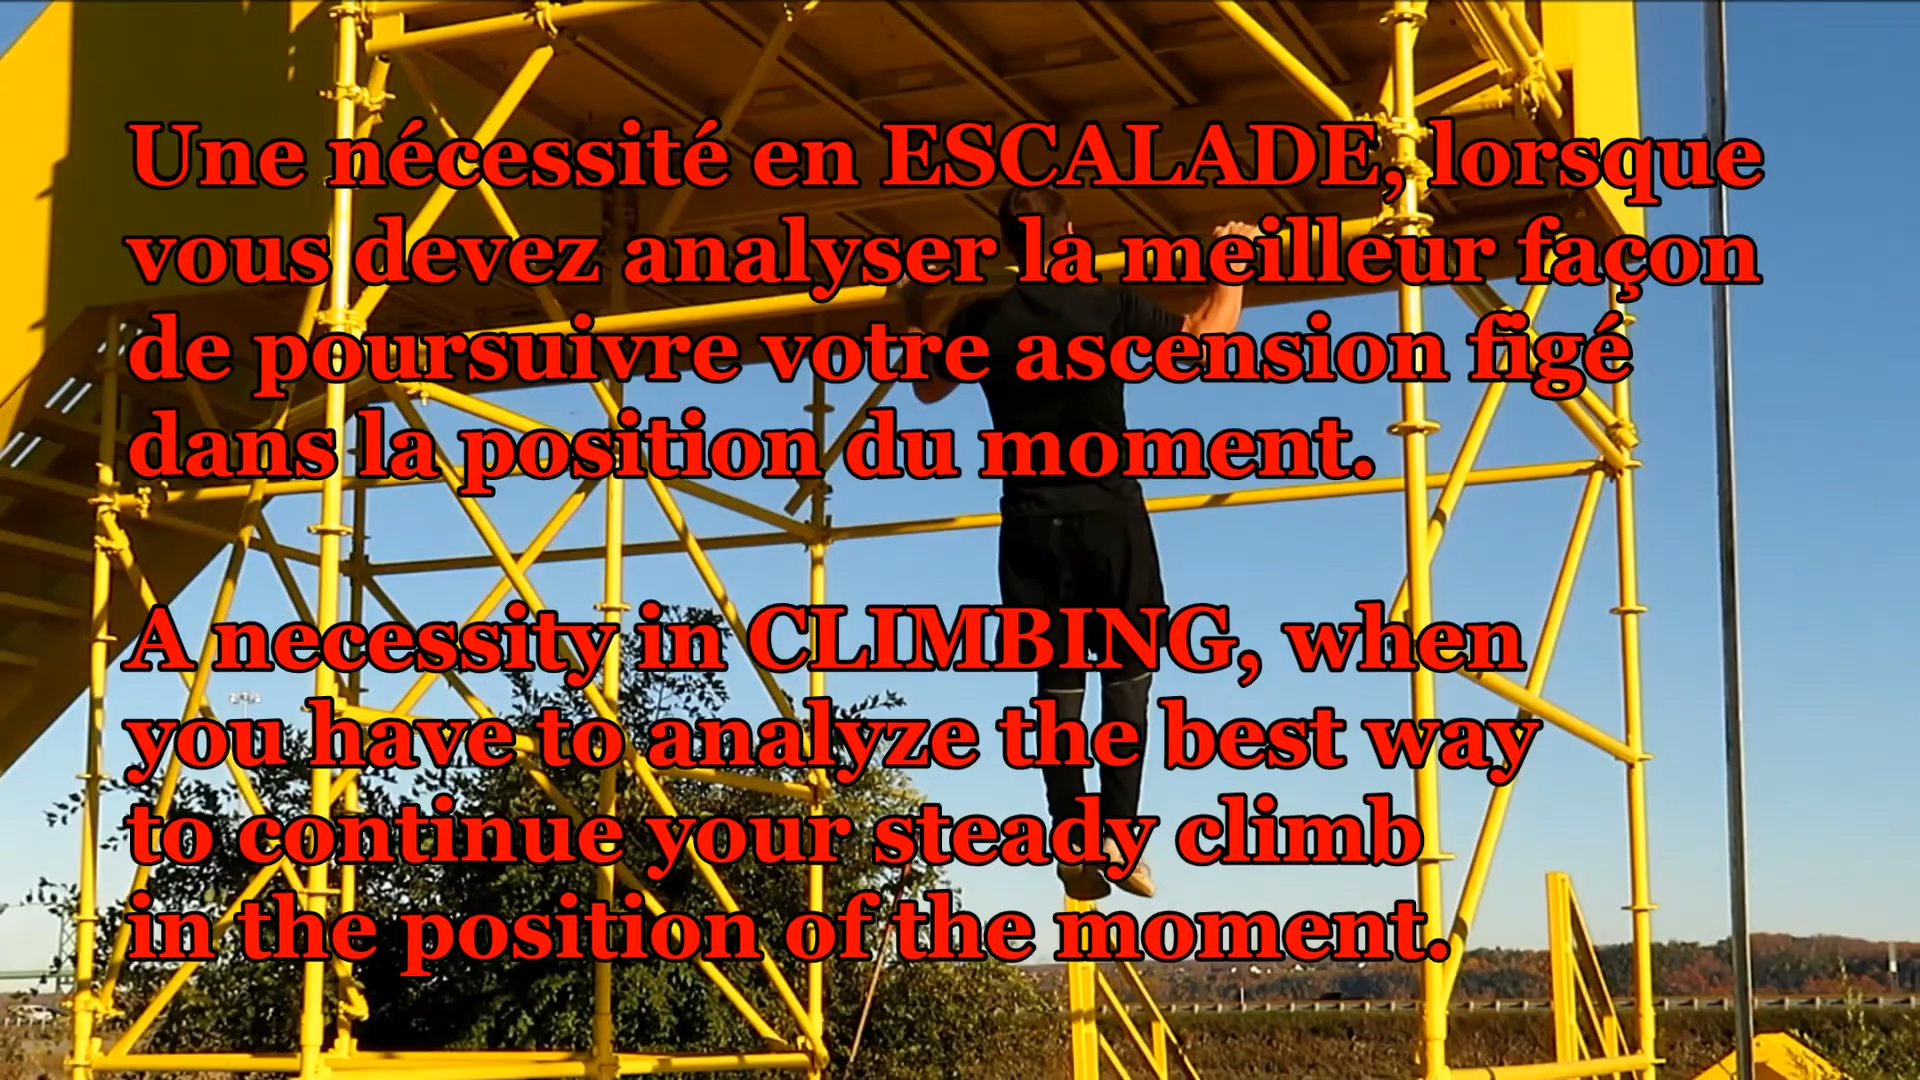 Une nécessité en ESCALADE, lorsque
vous devez analyser la meilleur façon
de poursuivre votre ascension figé
dans la position du moment.
A necessity in CLIMBING, when
you have to analyze the best way
to continue your steady climb
in the position of the moment.